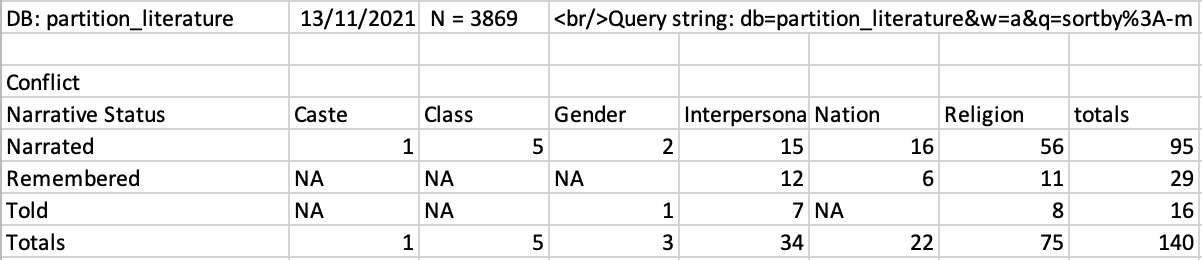 DB: partition_literature 13/11/2021 N = 3869 <br/>Query string: db=partition_literature&w=a&q=sortby%3A-m
Conflict
Narrative Status Caste Class Gender Interpersona Nation Religion totals
Narrated 1 5 2 15 16 56 95
Remembered NA NA NA 12 6 11 29
Told NA NA 1 7 NA 8 16
Totals 1 5 3 34 22 75 140